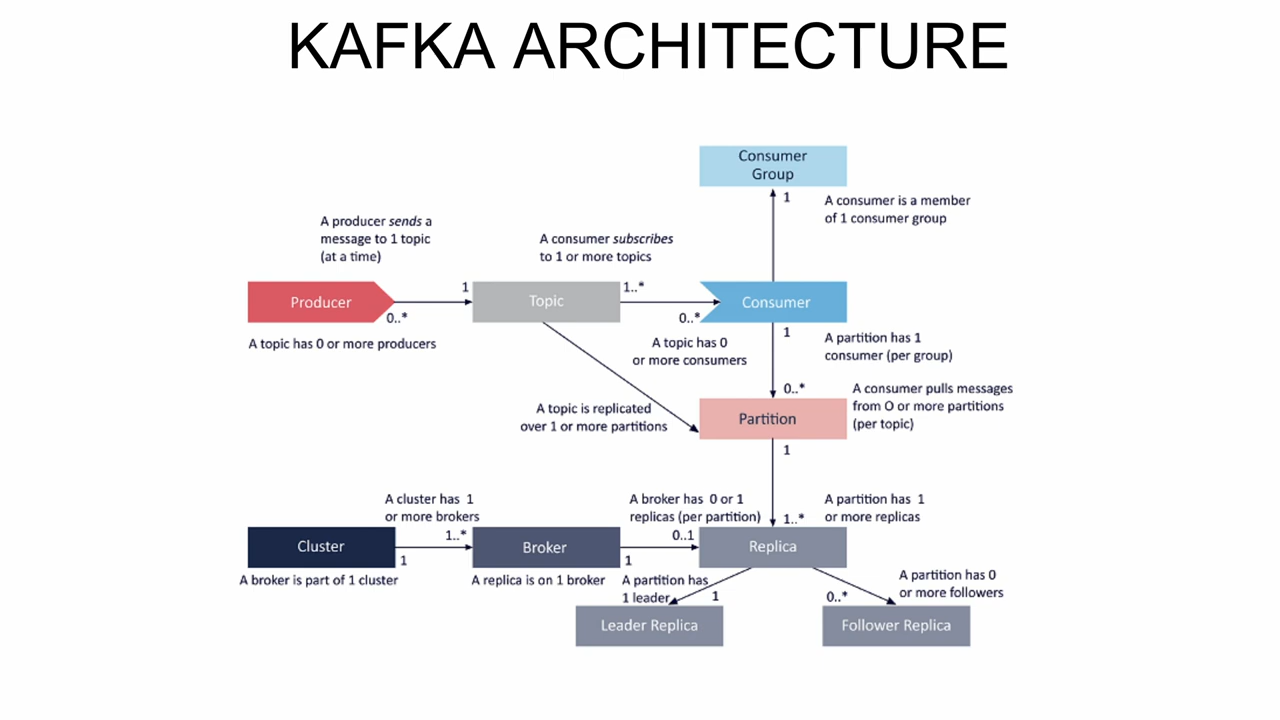 KAFKA ARCHITECTURE
Consumer
Group
1
A consumer is a member
of 1 consumer group
A producer sends a
message to 1 topic
(at a time)
A consumer subscribes
to 1 or more topics
Producer
1
0..*
Topic
1..*
0..*
Consumer
A topic has 0 or more producers
A topic has 0
or more consumers
1
A partition has 1
consumer (per group)
0..*
A consumer pulls messages
from O or more partitions
(per topic)
A topic is replicated
over 1 or more partitions
Partition
1
A cluster has 1
or more brokers
A broker has 0 or 1
replicas (per partition)
A partition has 1
or more replicas
1..*
0..1
1..*
Cluster
1
Broker
1
Replica
A broker is part of 1 cluster
A replica is on 1 broker
A partition has
1 leader
1
0..*
A partition has 0
or more followers
Leader Replica
Follower Replica